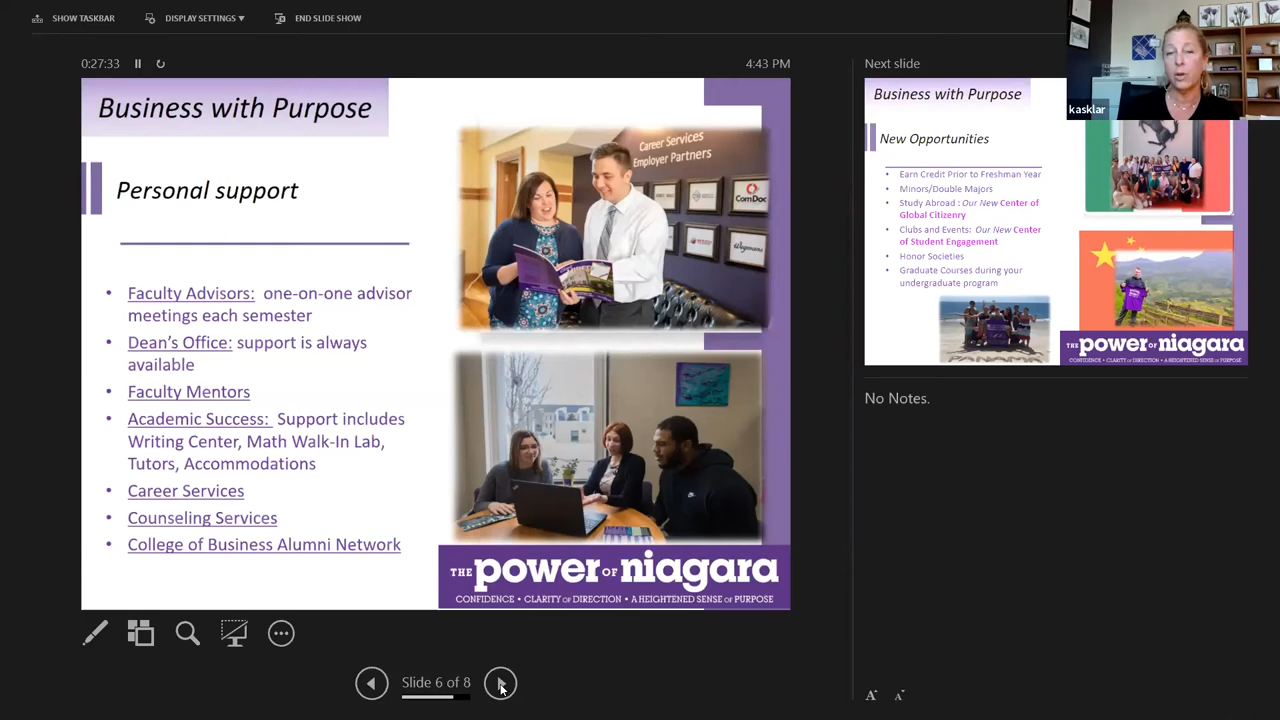 SHOW TASKBAR
DISPLAY SETTINGS ▼
END SLIDE SHOW
0:27:33
4:43 PM
Business with Purpose
Personal support
• Faculty Advisors: one-on-one advisor
meetings each semester
• Dean's Office: support is always
available
• Faculty Mentors
• Academic Success: Support includes
Writing Center, Math Walk-In Lab,
Tutors, Accommodations
• Career Services
• Counseling Services
• College of Business Alumni Network
Career Services
Employer Partners
ComDoc
Wegmans
THE power OF niagara
CONFIDENCE • CLARITY OF DIRECTION • A HEIGHTENED SENSE OF PURPOSE
Slide 6 of 8
Next slide
kasklar
Business with Purpose
New Opportunities
• Earn Credit Prior to Freshman Year
• Minors/Double Majors
• Study Abroad : Our New Center of
Global Citizenry
• Clubs and Events: Our New Center
of Student Engagement
• Honor Societies
• Graduate Courses during your
undergraduate program
THE power OF niagara
CONFIDENCE • CLARITY OF DIRECTION • A HEIGHTENED SENSE OF PURPOSE
No Notes.
A A